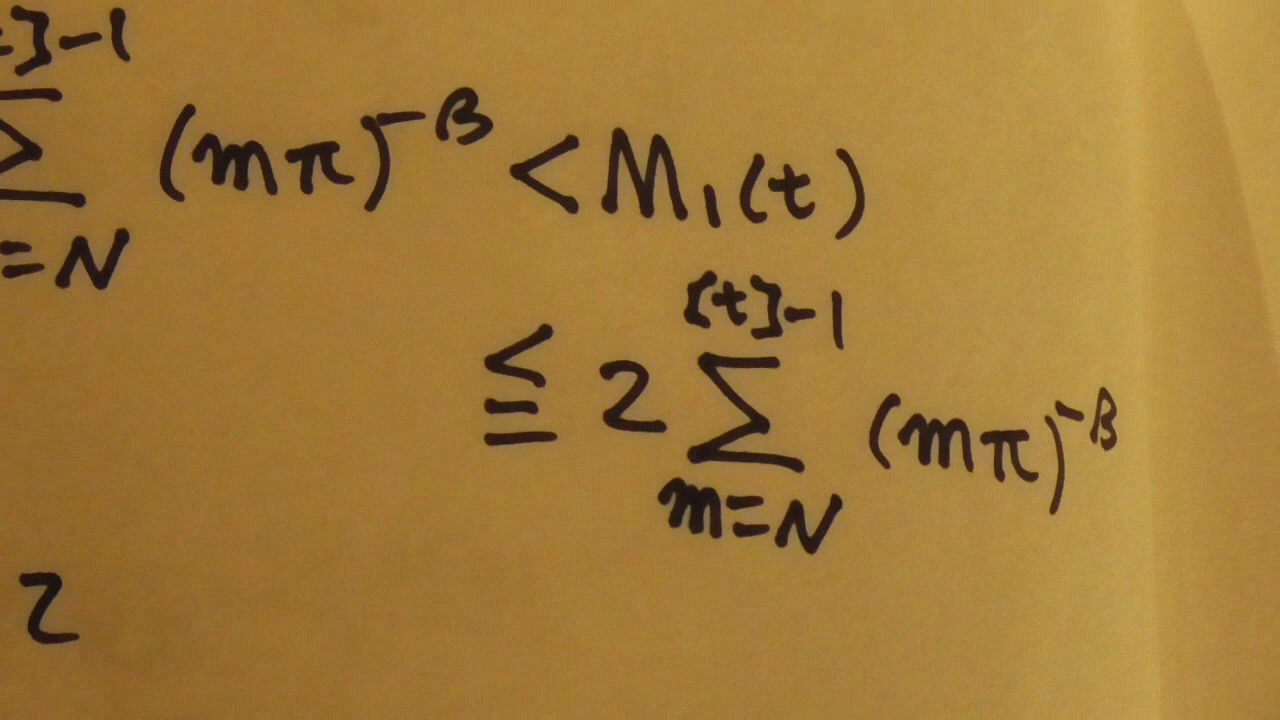 ]-1
∑ (mπ)^{-β} < M₁(t)
=N
≦ 2 ∑_{m=N}^{[t]-1} (mπ)^{-β}
2